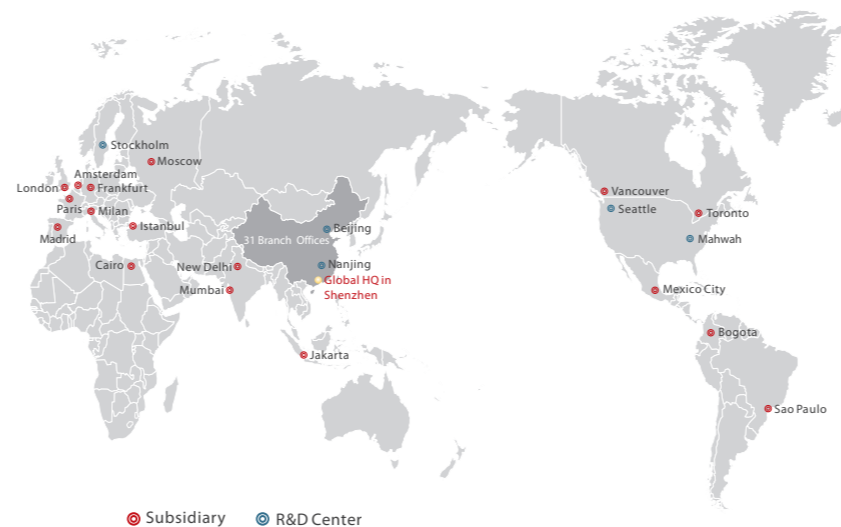 Stockholm
Moscow
Amsterdam
London
Frankfurt
Vancouver
Paris
Milan
Seattle
Toronto
Istanbul
Beijing
Madrid
31 Branch Offices
Mahwah
Cairo
New Delhi
Nanjing
Global HQ in
Shenzhen
Mumbai
Mexico City
Bogota
Jakarta
Sao Paulo
Subsidiary
R&D Center